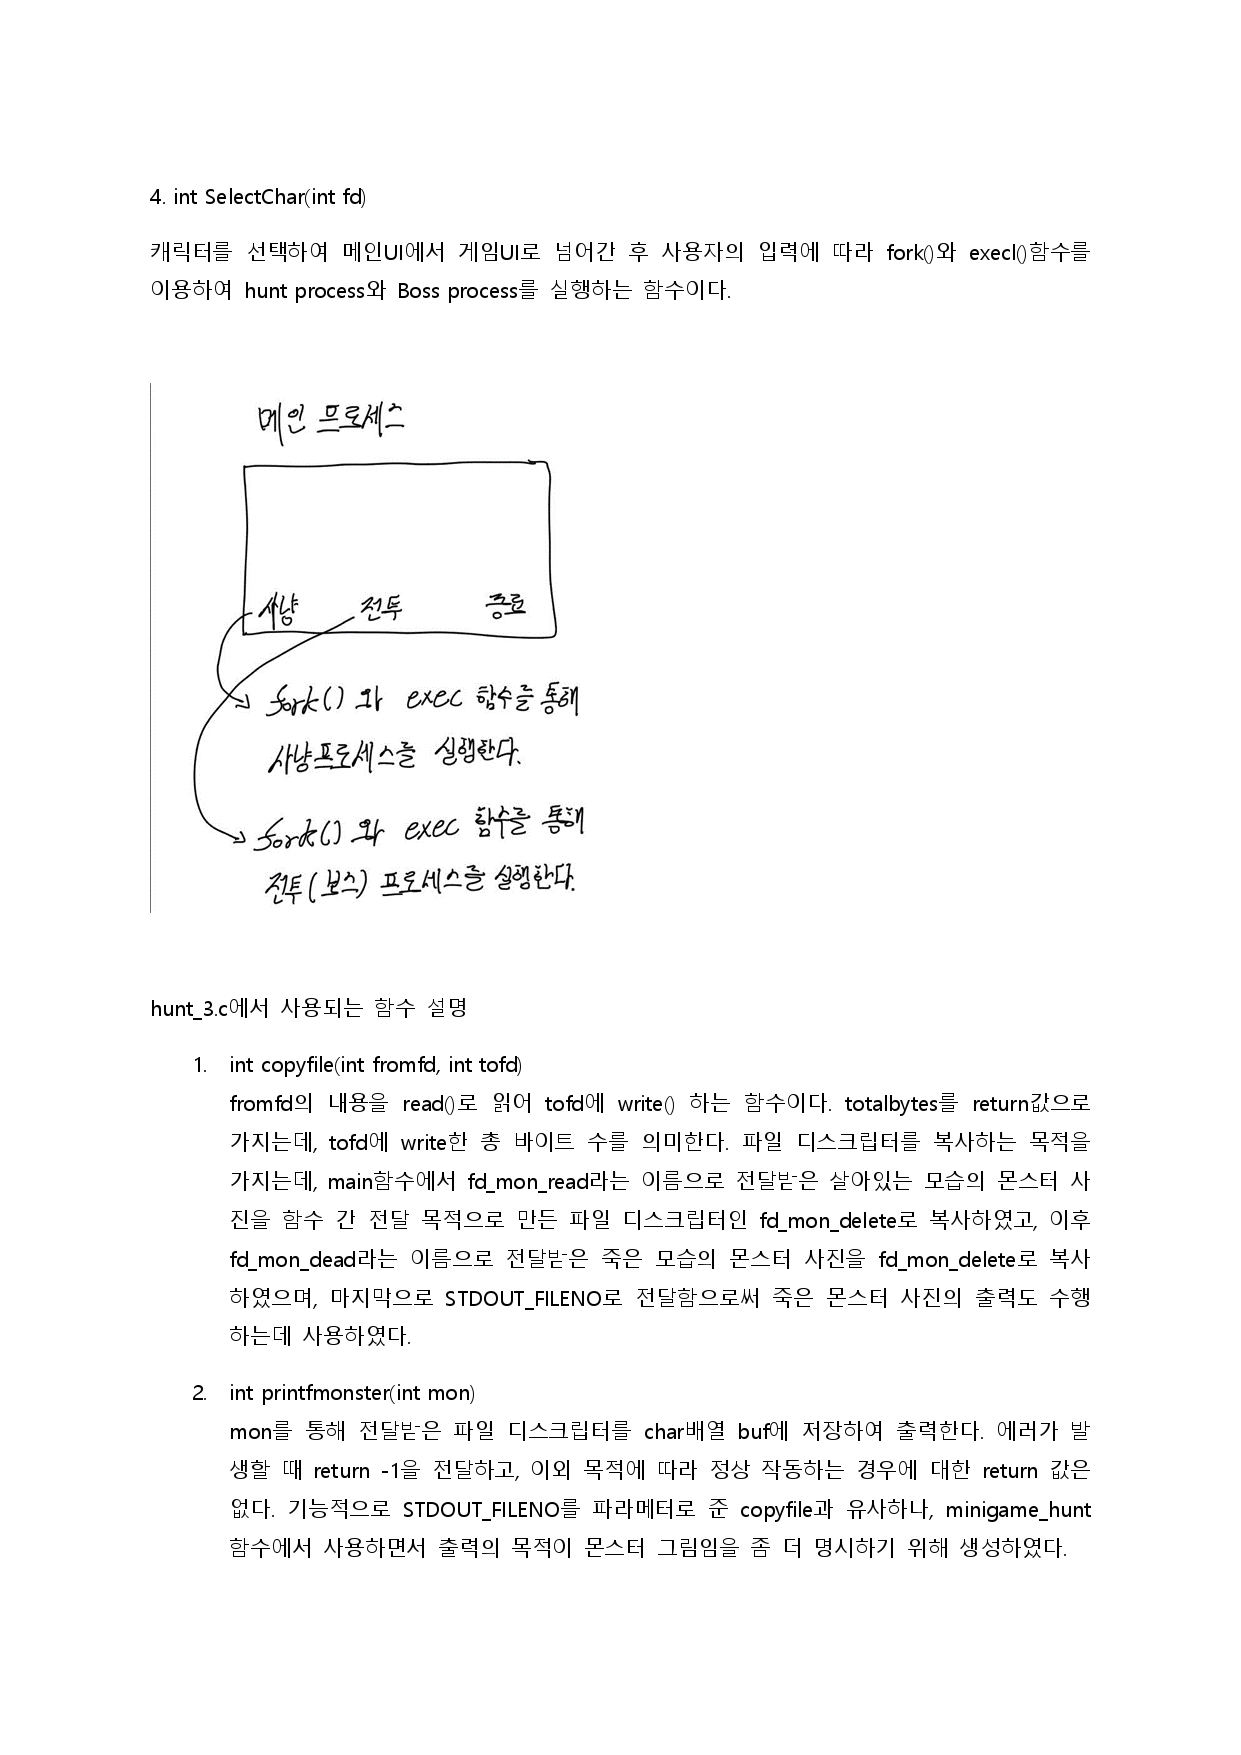 4. int SelectChar(int fd)
캐릭터를 선택하여 메인UI에서 게임UI로 넘어간 후 사용자의 입력에 따라 fork()와 execl()함수를
이용하여 hunt process와 Boss process를 실행하는 함수이다.
메인 프로세스
사냥 전투 종료
fork() 와 exec 함수를 통해
사냥프로세스를 실행한다.
fork() 와 exec 함수를 통해
전투(보스) 프로세스를 실행한다.
hunt_3.c에서 사용되는 함수 설명
1. int copyfile(int fromfd, int tofd)
fromfd의 내용을 read()로 읽어 tofd에 write() 하는 함수이다. totalbytes를 return값으로
가지는데, tofd에 write한 총 바이트 수를 의미한다. 파일 디스크립터를 복사하는 목적을
가지는데, main함수에서 fd_mon_read라는 이름으로 전달받은 살아있는 모습의 몬스터 사
진을 함수 간 전달 목적으로 만든 파일 디스크립터인 fd_mon_delete로 복사하였고, 이후
fd_mon_dead라는 이름으로 전달받은 죽은 모습의 몬스터 사진을 fd_mon_delete로 복사
하였으며, 마지막으로 STDOUT_FILENO로 전달함으로써 죽은 몬스터 사진의 출력도 수행
하는데 사용하였다.
2. int printfmonster(int mon)
mon를 통해 전달받은 파일 디스크립터를 char배열 buf에 저장하여 출력한다. 에러가 발
생할 때 return -1을 전달하고, 이외 목적에 따라 정상 작동하는 경우에 대한 return 값은
없다. 기능적으로 STDOUT_FILENO를 파라메터로 준 copyfile과 유사하나, minigame_hunt
함수에서 사용하면서 출력의 목적이 몬스터 그림임을 좀 더 명시하기 위해 생성하였다.